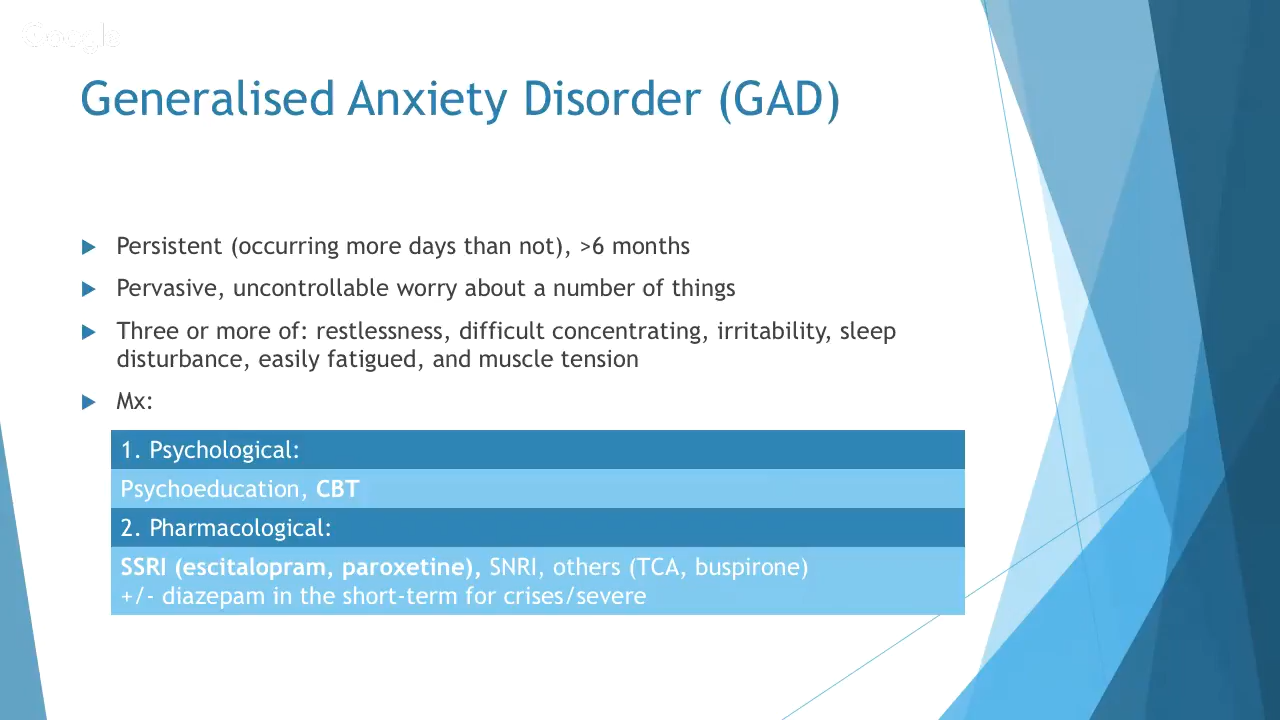 Google
Generalised Anxiety Disorder (GAD)
Persistent (occurring more days than not), >6 months
Pervasive, uncontrollable worry about a number of things
Three or more of: restlessness, difficult concentrating, irritability, sleep
disturbance, easily fatigued, and muscle tension
Mx:
1. Psychological:
Psychoeducation, CBT
2. Pharmacological:
SSRI (escitalopram, paroxetine), SNRI, others (TCA, buspirone)
+/- diazepam in the short-term for crises/severe